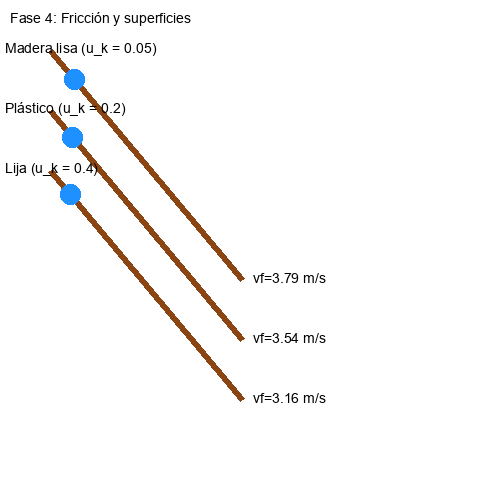 Fase 4: Fricción y superficies
Madera lisa (u_k = 0.05)
Plástico (u_k = 0.2)
Lija (u_k = 0.4)
vf=3.79 m/s
vf=3.54 m/s
vf=3.16 m/s